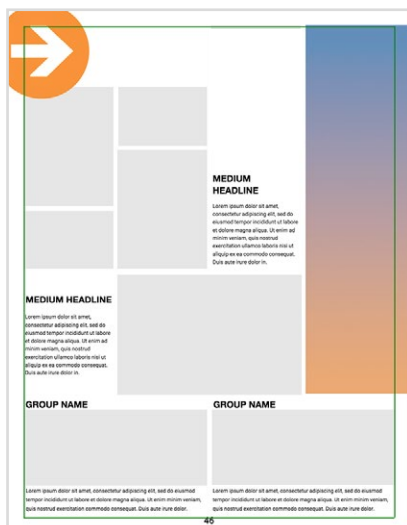 MEDIUM
HEADLINE
Lorem ipsum dolor sit amet,
consectetur adipiscing elit, sed do
eiusmod tempor incididunt ut labore
et dolore magna aliqua. Ut enim ad
minim veniam, quis nostrud
exercitation ullamco laboris nisi ut
aliquip ex ea commodo consequat.
Duis aute irure dolor in.
MEDIUM HEADLINE
Lorem ipsum dolor sit amet,
consectetur adipiscing elit, sed do
eiusmod tempor incididunt ut labore
et dolore magna aliqua. Ut enim ad
minim veniam, quis nostrud
exercitation ullamco laboris nisi ut
aliquip ex ea commodo consequat.
Duis aute irure dolor in.
GROUP NAME
Lorem ipsum dolor sit amet, consectetur adipiscing elit, sed do eiusmod
tempor incididunt ut labore et dolore magna aliqua. Ut enim minim veniam,
quis nostrud exercitation commodo consequat. Duis aute irure dolor in.
GROUP NAME
Lorem ipsum dolor sit amet, consectetur adipiscing elit, sed do eiusmod
tempor incididunt ut labore et dolore magna aliqua. Ut enim minim veniam,
quis nostrud exercitation commodo consequat. Duis aute irure dolor in.
46